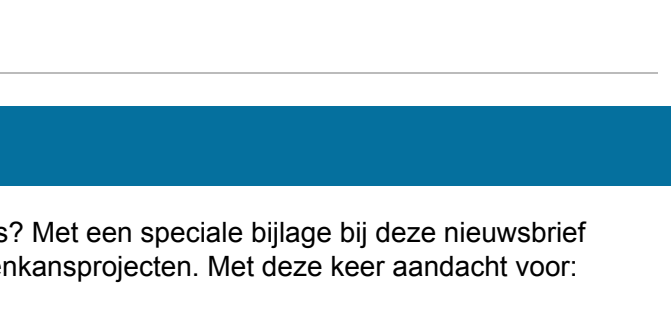 s? Met een speciale bijlage bij deze nieuwsbrief
enkansprojecten. Met deze keer aandacht voor: